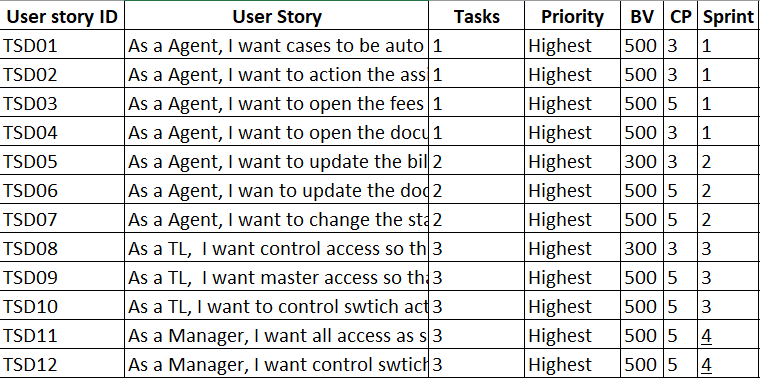 User story ID User Story Tasks Priority BV CP Sprint
TSD01 As a Agent, I want cases to be auto 1 Highest 500 3 1
TSD02 As a Agent, I want to action the assi 1 Highest 500 3 1
TSD03 As a Agent, I want to open the fees 1 Highest 500 5 1
TSD04 As a Agent, I want to open the docu 1 Highest 500 3 1
TSD05 As a Agent, I want to update the bil 2 Highest 300 3 2
TSD06 As a Agent, I wan to update the doc 2 Highest 500 5 2
TSD07 As a Agent, I want to change the sta 2 Highest 500 5 2
TSD08 As a TL,  I want control access so th 3 Highest 300 3 3
TSD09 As a TL,  I want master access so tha 3 Highest 500 5 3
TSD10 As a TL, I want to control swtich act 3 Highest 500 5 3
TSD11 As a Manager, I want all access as s 3 Highest 500 5 4
TSD12 As a Manager, I want control swtich 3 Highest 500 5 4